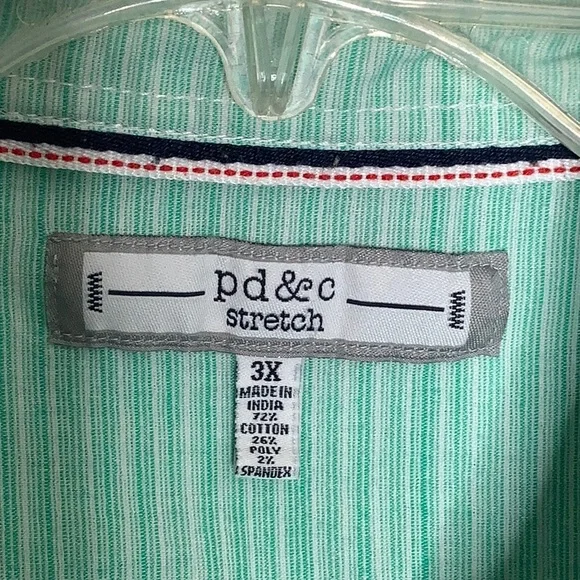 pd&c
stretch
3X
MADE IN
INDIA
72%
COTTON
26%
POLY
2%
SPANDEX